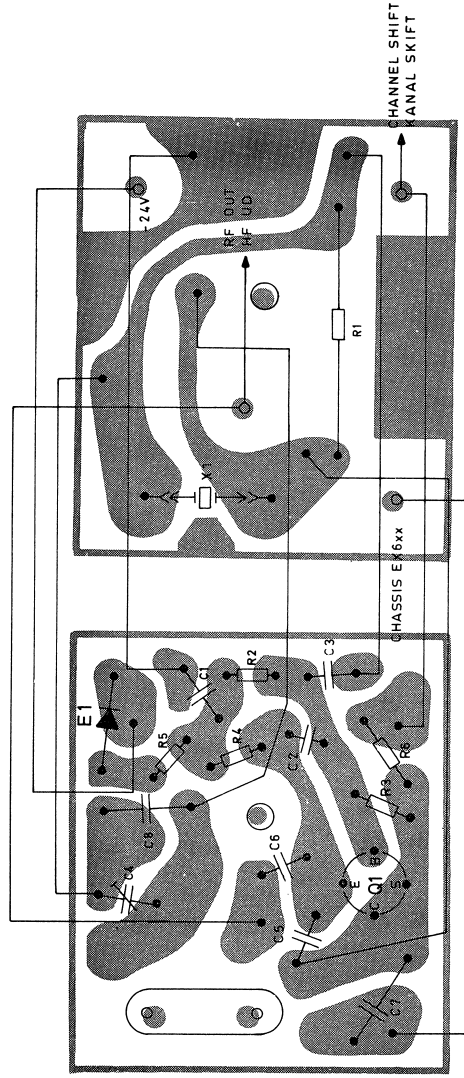 CHANNEL SHIFT
KANAL SKIFT
-24V
RF OUT
HF UD
R1
X1
CHASSIS EX6xx
E1
C1
R2
C3
R5
R4
C2
R6
R3
C8
C4
C6
C5
E
B
Q1
C
S
C7